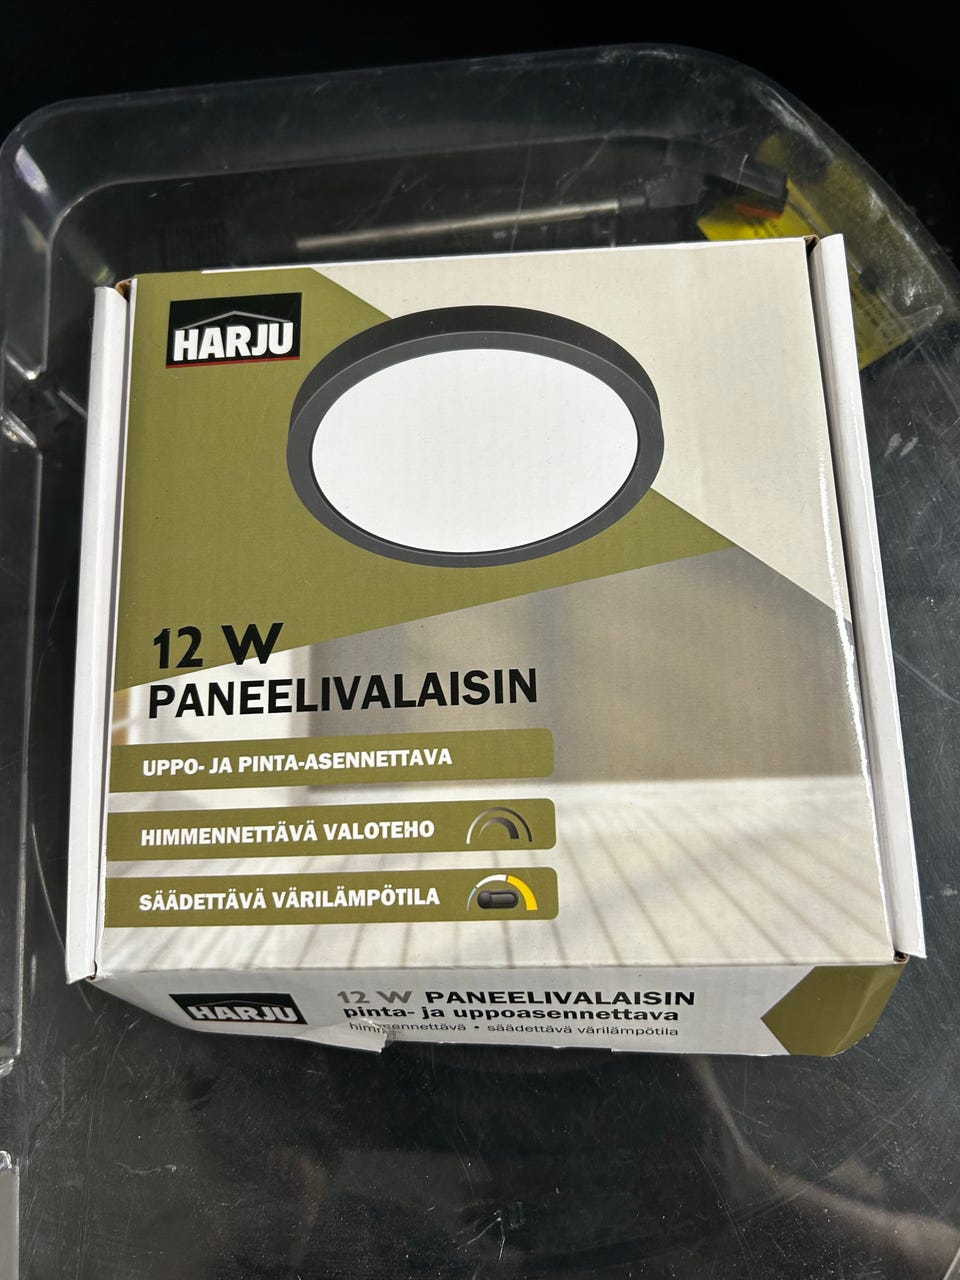 HARJU
12 W
PANEELIVALAISIN
UPPO- JA PINTA-ASENNETTAVA
HIMMENNETTÄVÄ VALOTEHO
SÄÄDETTÄVÄ VÄRILÄMPÖTILA
HARJU
12 W PANEELIVALAISIN
pinta- ja uppoasennettava
säädettävä värilämpötila